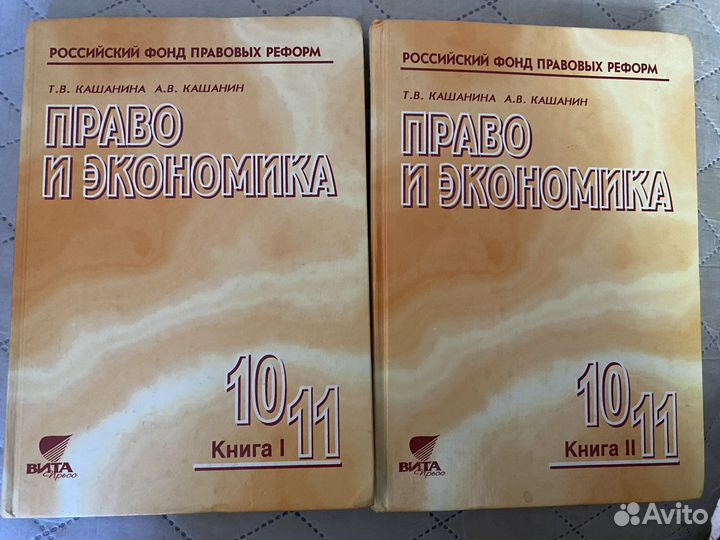 РОССИЙСКИЙ ФОНД ПРАВОВЫХ РЕФОРМ
Т.В. КАШАНИНА А.В. КАШАНИН
ПРАВО
И ЭКОНОМИКА
10
11
Книга I
ВИТА
Пресс
РОССИЙСКИЙ ФОНД ПРАВОВЫХ РЕФОРМ
Т.В. КАШАНИНА А.В. КАШАНИН
ПРАВО
И ЭКОНОМИКА
10
11
Книга II
ВИТА
Пресс
Avito